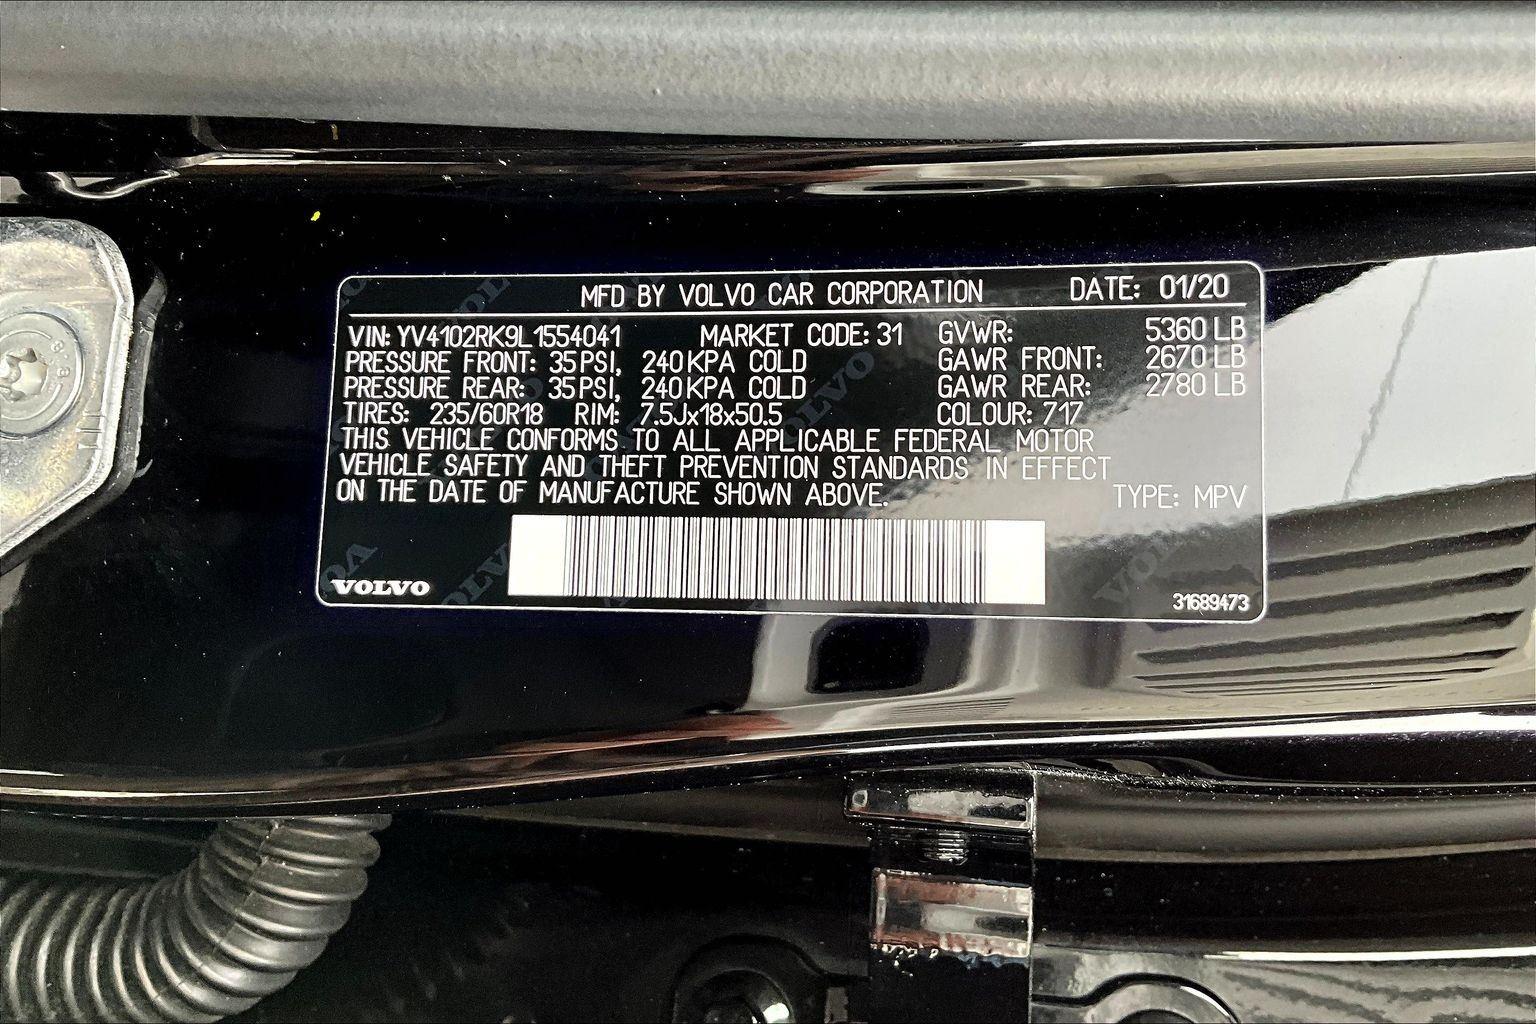 MFD BY VOLVO CAR CORPORATION DATE: 01/20
VIN: YV4102RK9L1554041 MARKET CODE: 31 GVWR: 5360 LB
PRESSURE FRONT: 35 PSI, 240 KPA COLD GAWR FRONT: 2670 LB
PRESSURE REAR: 35 PSI, 240 KPA COLD GAWR REAR: 2780 LB
TIRES: 235/60R18 RIM: 7.5Jx18x50.5 COLOUR: 717
THIS VEHICLE CONFORMS TO ALL APPLICABLE FEDERAL MOTOR
VEHICLE SAFETY AND THEFT PREVENTION STANDARDS IN EFFECT
ON THE DATE OF MANUFACTURE SHOWN ABOVE. TYPE: MPV
VOLVO 31689473